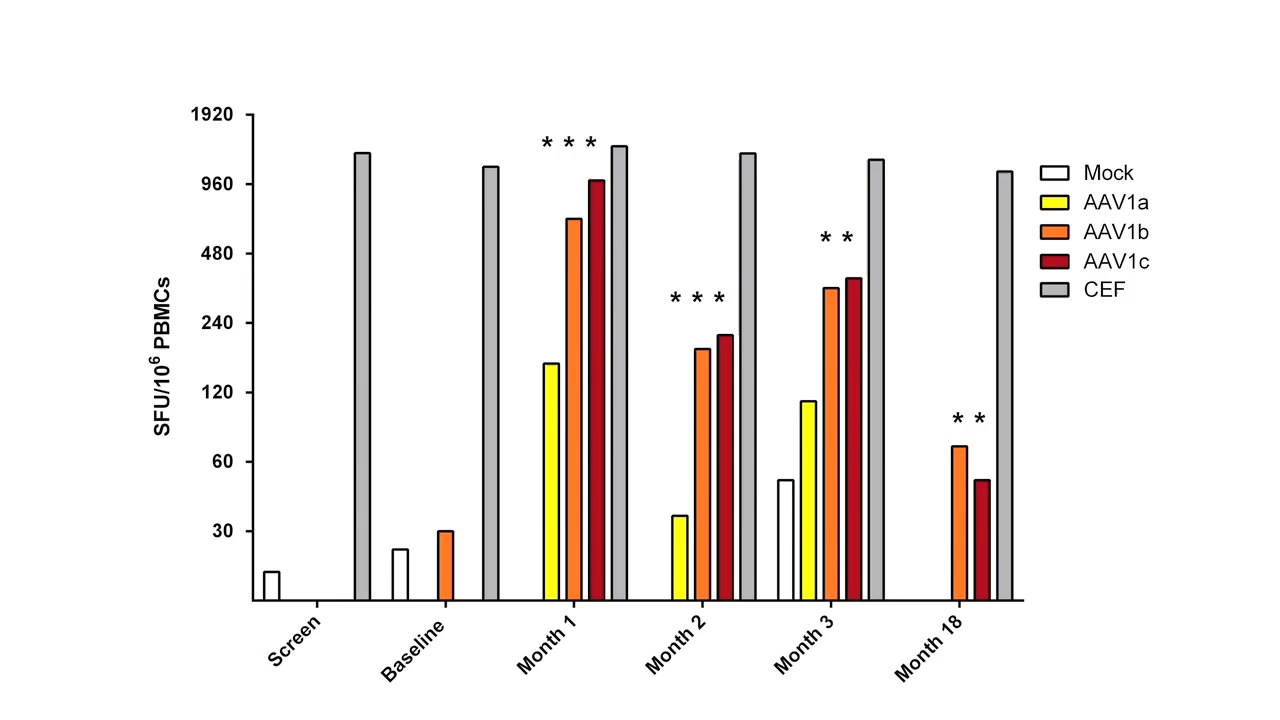 1920
960
480
240
120
60
30
SFU/10⁶ PBMCs
* * *
* * *
* *
* *
Screen
Baseline
Month 1
Month 2
Month 3
Month 18
Mock
AAV1a
AAV1b
AAV1c
CEF